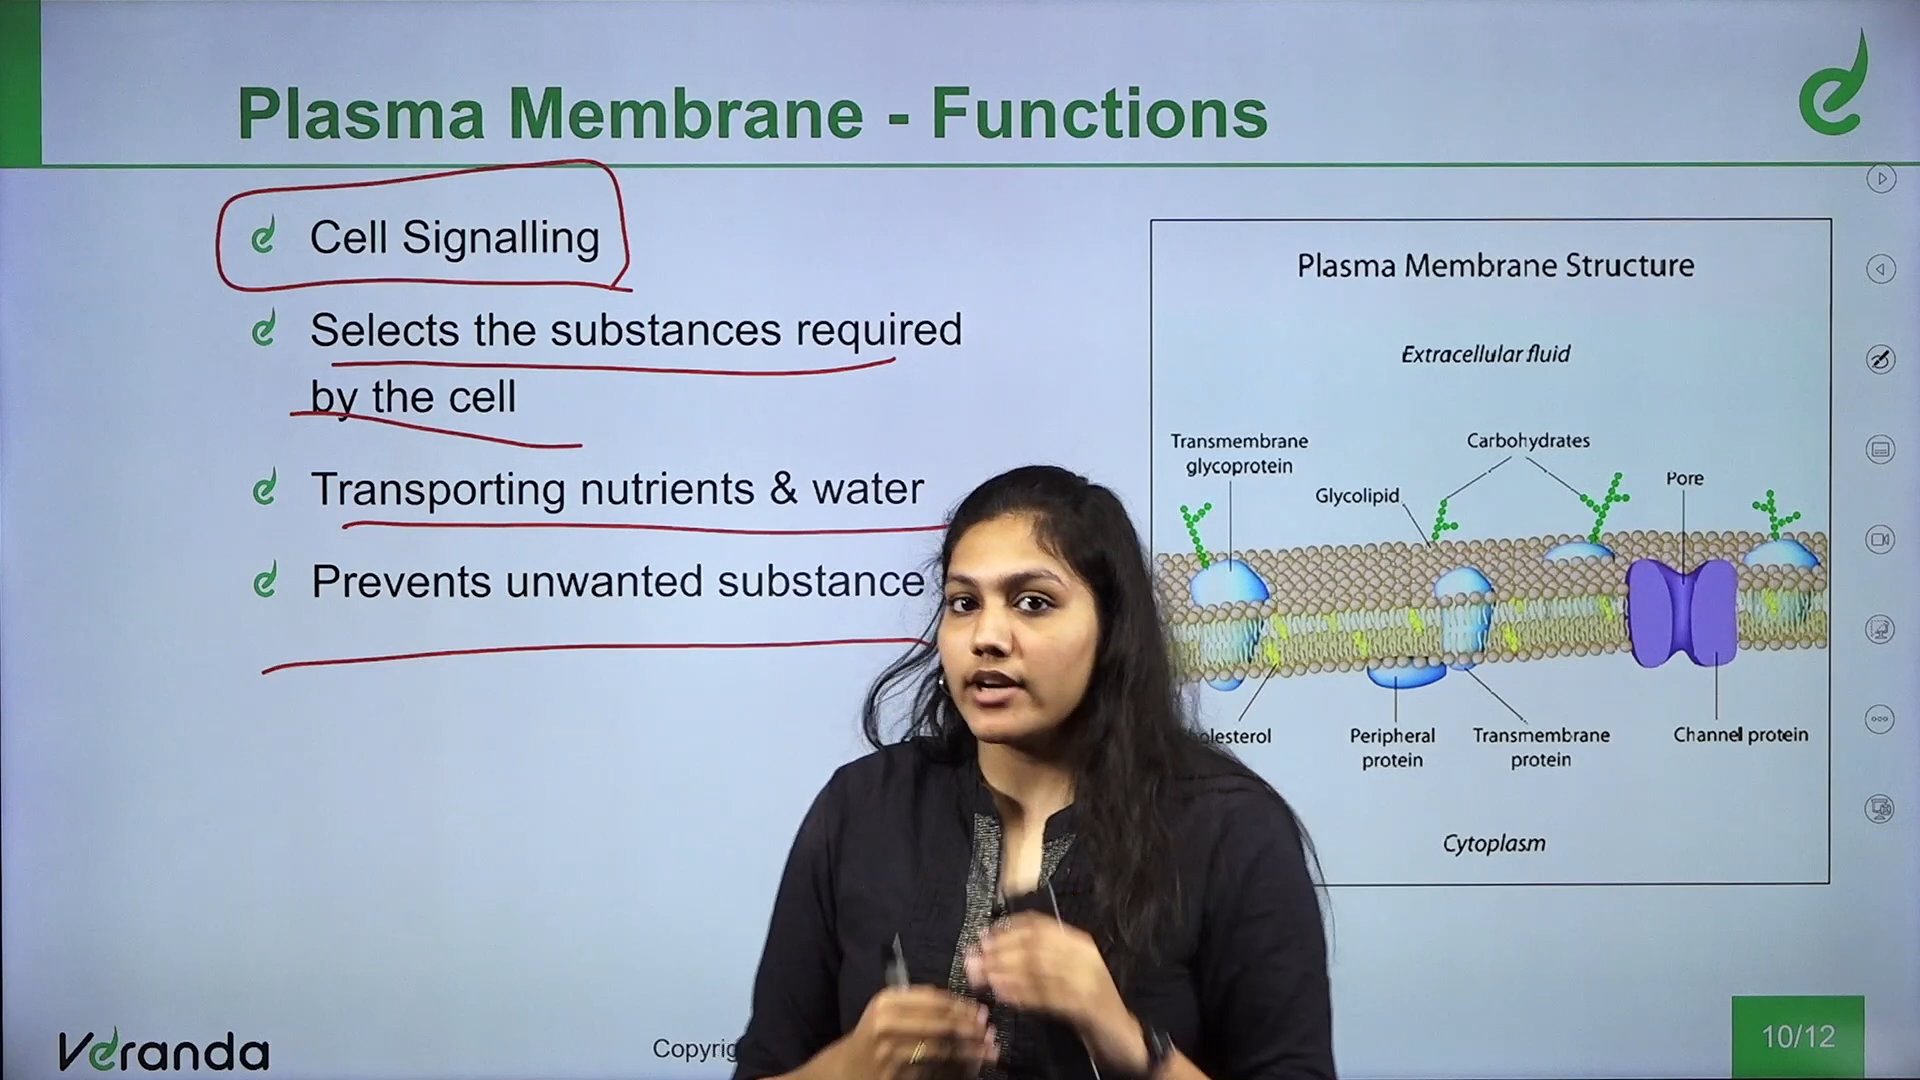 Plasma Membrane - Functions
Cell Signalling
Selects the substances required
by the cell
Transporting nutrients & water
Prevents unwanted substance
Plasma Membrane Structure
Extracellular fluid
Transmembrane
glycoprotein
Carbohydrates
Glycolipid
Pore
Peripheral
protein
Transmembrane
protein
Channel protein
Cytoplasm
Veranda
10/12